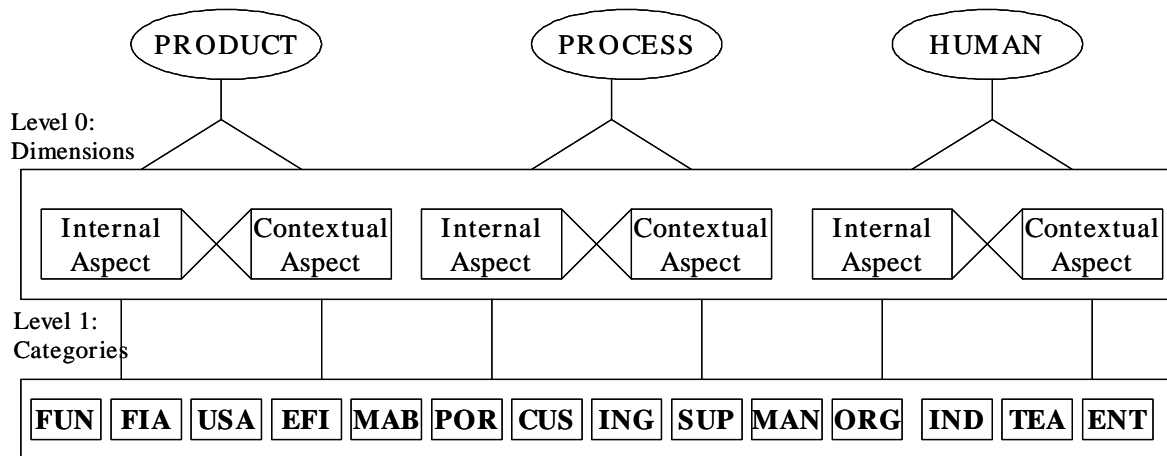 PRODUCT PROCESS HUMAN
Level 0:
Dimensions
Internal Contextual Internal Contextual Internal Contextual
Aspect Aspect Aspect Aspect Aspect Aspect
Level 1:
Categories
FUN FIA USA EFI MAB POR CUS ING SUP MAN ORG IND TEA ENT